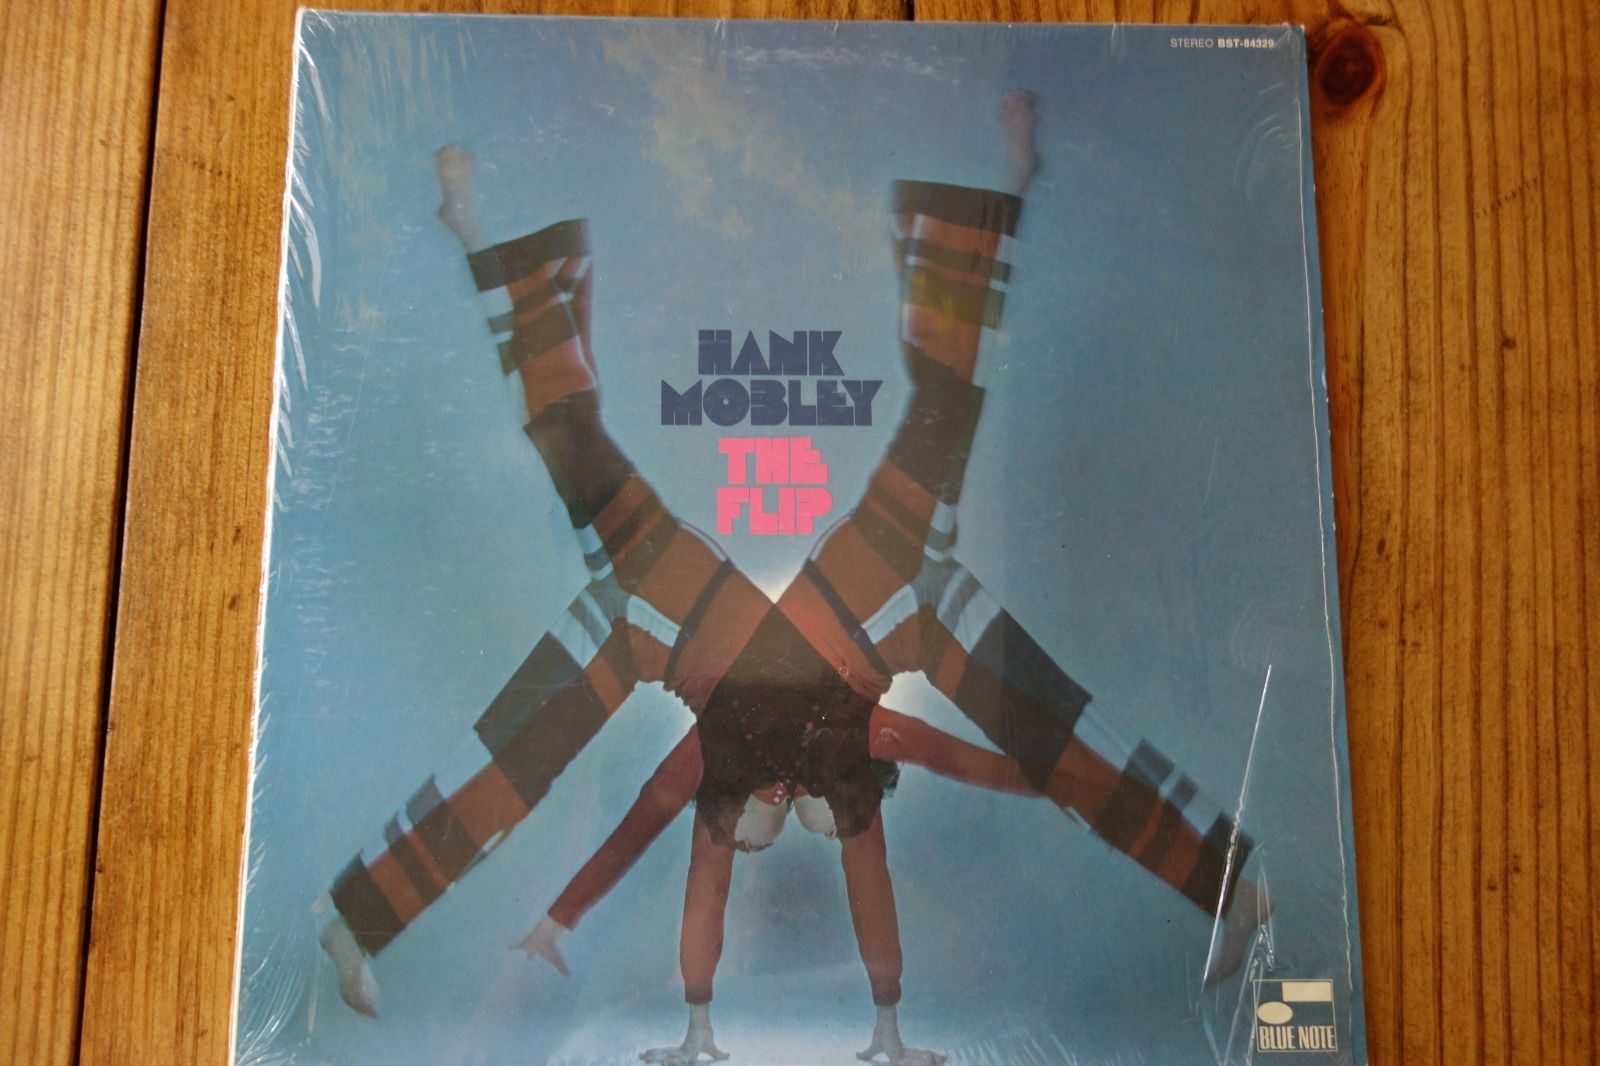 STEREO BST-84329
HANK
MOBLEY
THE
FLIP
BLUE NOTE